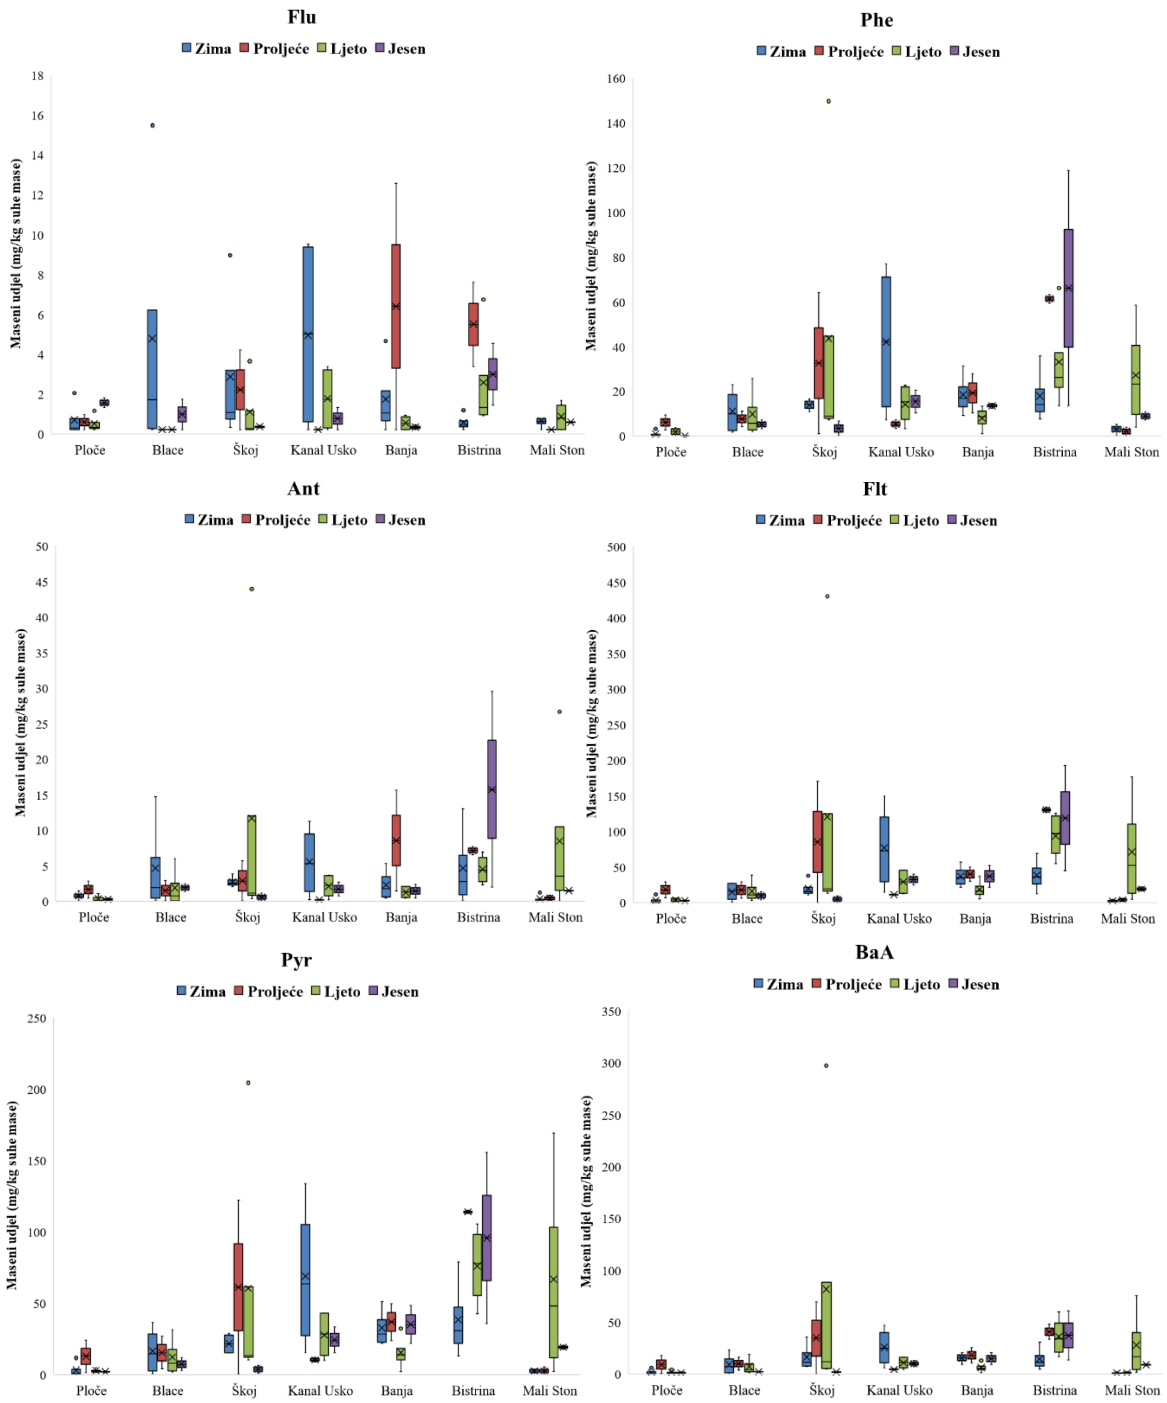 Flu
Zima Proljeće Ljeto Jesen
Maseni udjel (mg/kg suhe mase)
18
16
14
12
10
8
6
4
2
0
Ploče Blace Škoj Kanal Usko Banja Bistrina Mali Ston
Phe
Zima Proljeće Ljeto Jesen
Maseni udjel (mg/kg suhe mase)
160
140
120
100
80
60
40
20
0
Ploče Blace Škoj Kanal Usko Banja Bistrina Mali Ston
Ant
Zima Proljeće Ljeto Jesen
Maseni udjel (mg/kg suhe mase)
50
45
40
35
30
25
20
15
10
5
0
Ploče Blace Škoj Kanal Usko Banja Bistrina Mali Ston
Flt
Zima Proljeće Ljeto Jesen
Maseni udjel (mg/kg suhe mase)
500
450
400
350
300
250
200
150
100
50
0
Ploče Blace Škoj Kanal Usko Banja Bistrina Mali Ston
Pyr
Zima Proljeće Ljeto Jesen
Maseni udjel (mg/kg suhe mase)
250
200
150
100
50
0
Ploče Blace Škoj Kanal Usko Banja Bistrina Mali Ston
BaA
Zima Proljeće Ljeto Jesen
Maseni udjel (mg/kg suhe mase)
350
300
250
200
150
100
50
0
Ploče Blace Škoj Kanal Usko Banja Bistrina Mali Ston